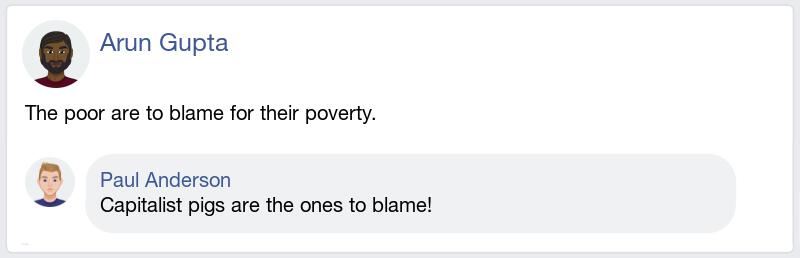 Arun Gupta
The poor are to blame for their poverty.
Paul Anderson
Capitalist pigs are the ones to blame!